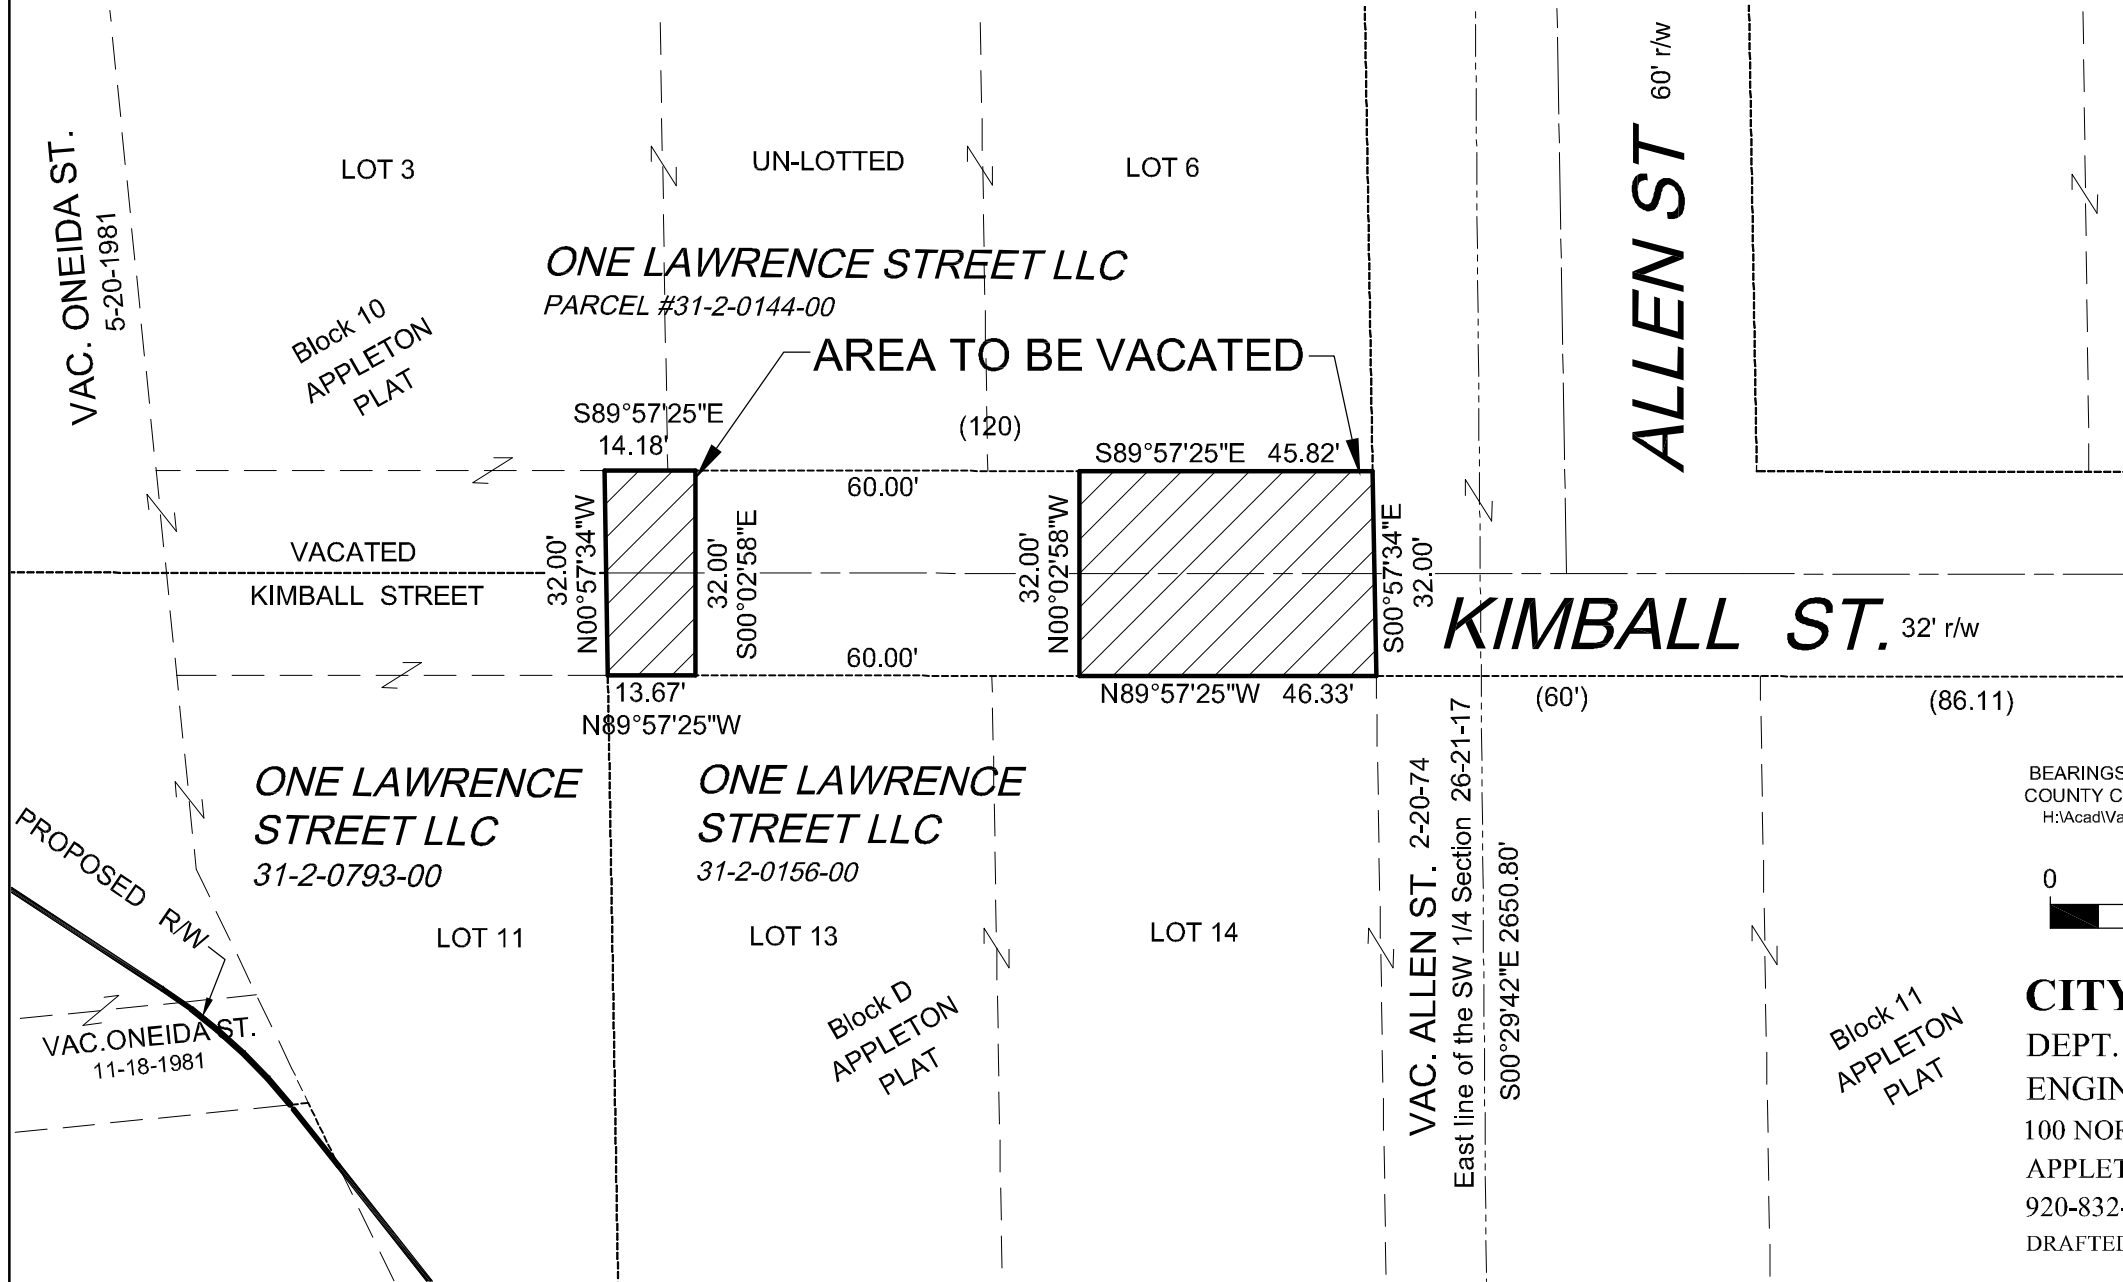 VAC. ONEIDA ST.
5-20-1981
LOT 3
UN-LOTTED
LOT 6
ALLEN ST
60' r/w
ONE LAWRENCE STREET LLC
PARCEL #31-2-0144-00
Block 10
APPLETON
PLAT
AREA TO BE VACATED
S89°57'25"E
14.18'
(120)
S89°57'25"E 45.82'
60.00'
VACATED
KIMBALL STREET
32.00'
N00°57'34"W
32.00'
S00°02'58"E
32.00'
N00°02'58"W
S00°57'34"E
32.00'
KIMBALL ST.
32' r/w
60.00'
13.67'
N89°57'25"W
N89°57'25"W 46.33'
(60')
(86.11)
ONE LAWRENCE
STREET LLC
31-2-0793-00
ONE LAWRENCE
STREET LLC
31-2-0156-00
VAC. ALLEN ST. 2-20-74
East line of the SW 1/4 Section 26-21-17
S00°29'42"E 2650.80'
BEARINGS
COUNTY C
H:\Acad\Va
0
PROPOSED R/W
LOT 11
LOT 13
LOT 14
VAC.ONEIDA ST.
11-18-1981
Block D
APPLETON
PLAT
Block 11
APPLETON
PLAT
CITY
DEPT.
ENGIN
100 NOR
APPLET
920-832-
DRAFTED